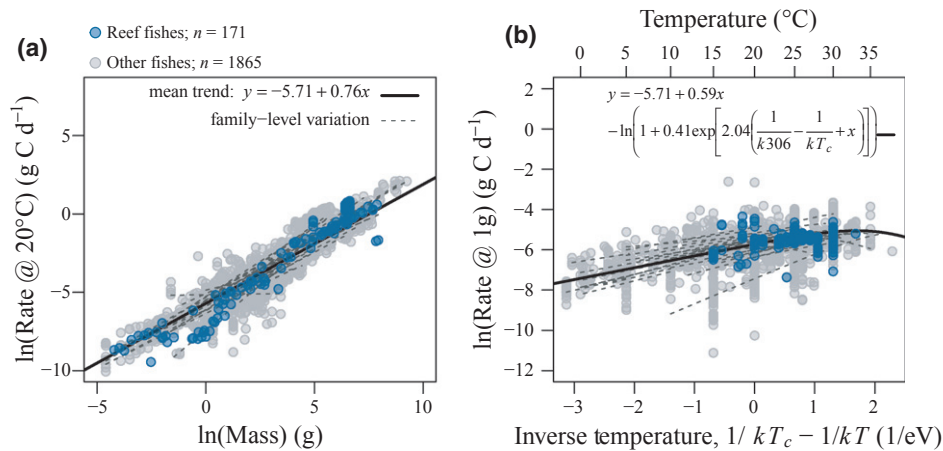 (a)
Reef fishes; n = 171
Other fishes; n = 1865
mean trend: y = −5.71 + 0.76x
family−level variation
ln(Rate @ 20°C) (g C d⁻¹)
5
0
−5
−10
−5
0
5
10
ln(Mass) (g)
(b)
Temperature (°C)
0
5
10
15
20
25
30
35
y = −5.71 + 0.59x
−ln(1 + 0.41exp[2.04(1/k306 − 1/kT_c + x)])
ln(Rate @ 1g) (g C d⁻¹)
2
0
−2
−4
−6
−8
−10
−12
−3
−2
−1
0
1
2
Inverse temperature, 1/ kT_c − 1/kT (1/eV)